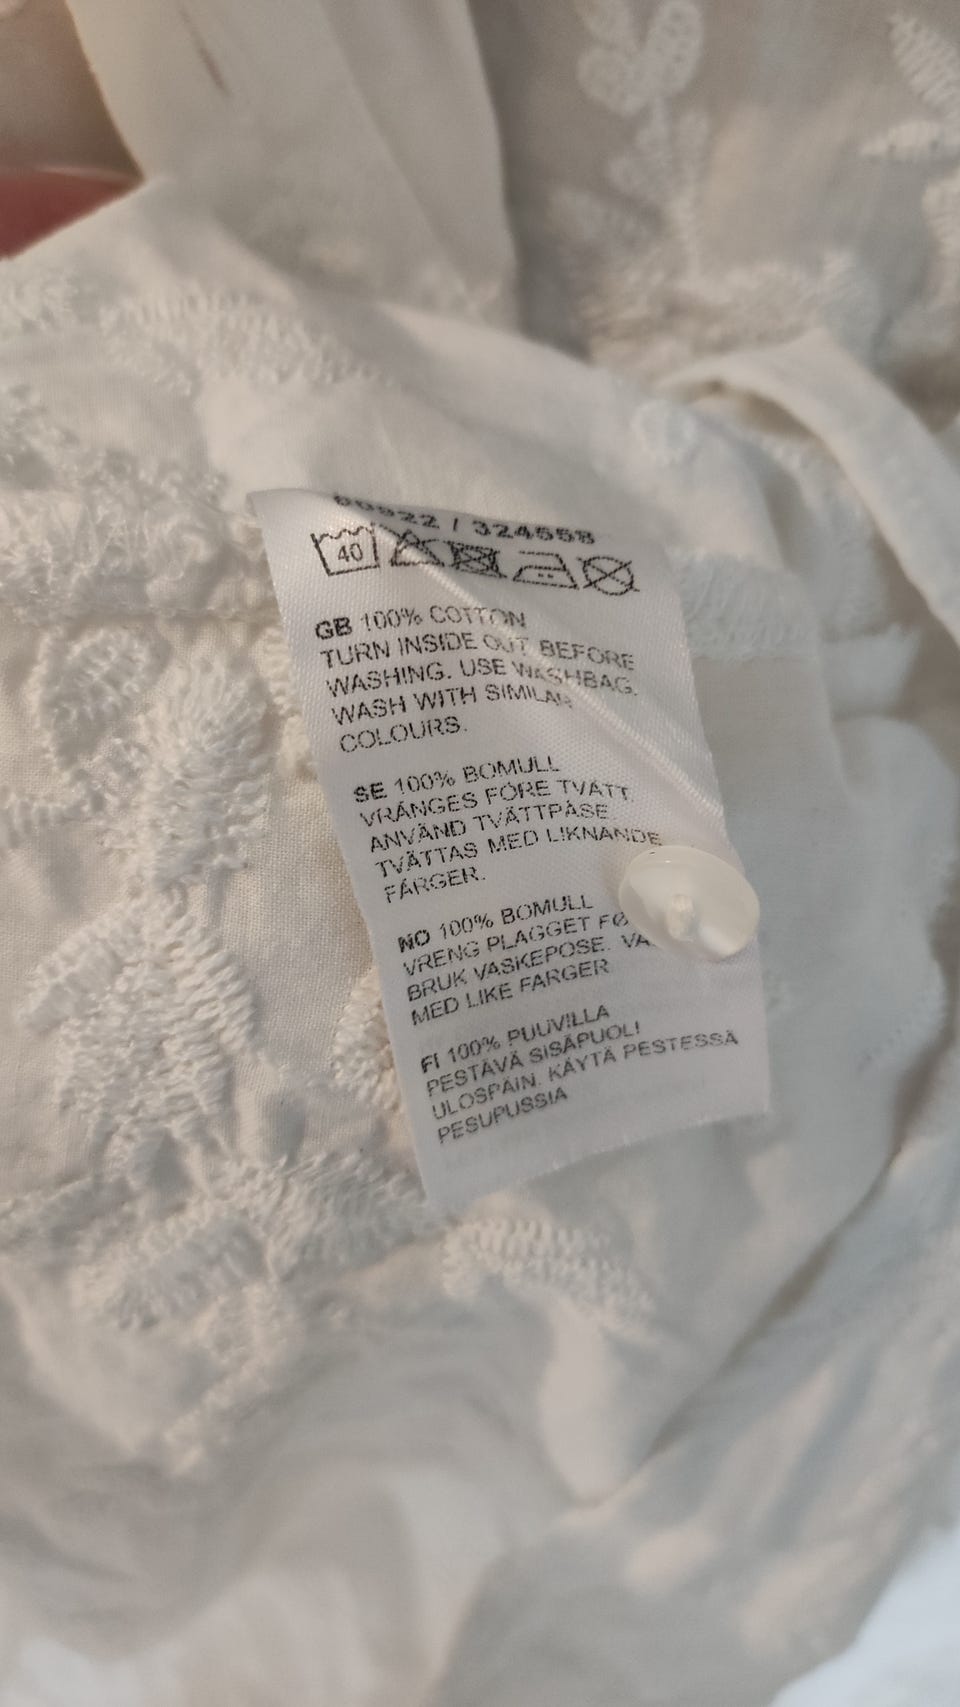 / 324558
40
GB 100% COTTON
TURN INSIDE OUT BEFORE
WASHING. USE WASHBAG.
WASH WITH SIMILAR
COLOURS.
SE 100% BOMULL
VRÄNGES FÖRE TVÄTT.
ANVÄND TVÄTTPÅSE.
TVÄTTAS MED LIKNANDE
FÄRGER.
NO 100% BOMULL
VRENG PLAGGET
BRUK VASKEPOSE.
MED LIKE FARGER
FI 100% PUUVILLA
PESTÄVÄ SISÄPUOLI
ULOSPÄIN. KÄYTÄ PESTESSÄ
PESUPUSSIA